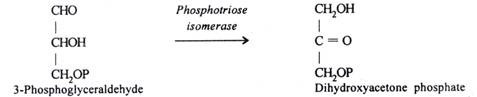 CHO
|
CHOH
|
CH₂OP
3-Phosphoglyceraldehyde
Phosphotriose
isomerase
CH₂OH
|
C = O
|
CH₂OP
Dihydroxyacetone phosphate